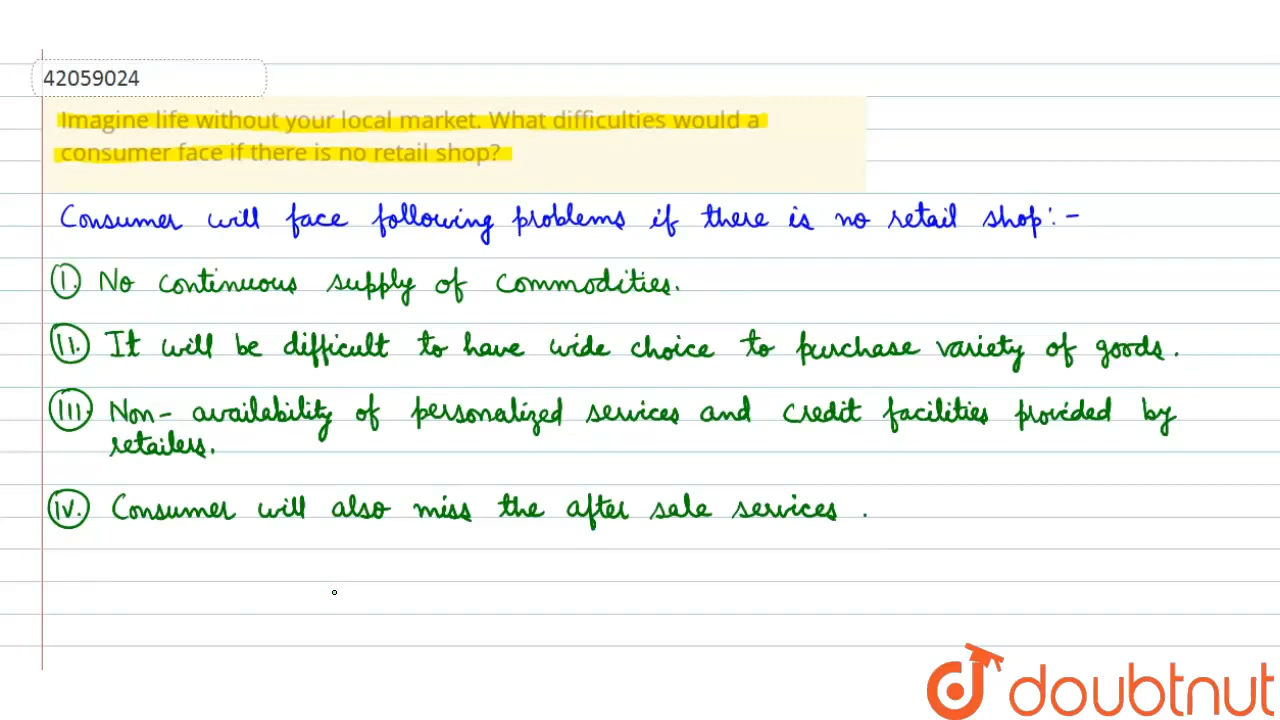 42059024
Imagine life without your local market. What difficulties would a
consumer face if there is no retail shop?
Consumer will face following problems if there is no retail shop:-
I. No continuous supply of commodities.
II. It will be difficult to have wide choice to purchase variety of goods.
III. Non-availability of personalized services and credit facilities provided by
retailers.
IV. Consumer will also miss the after sale services.
doubtnut